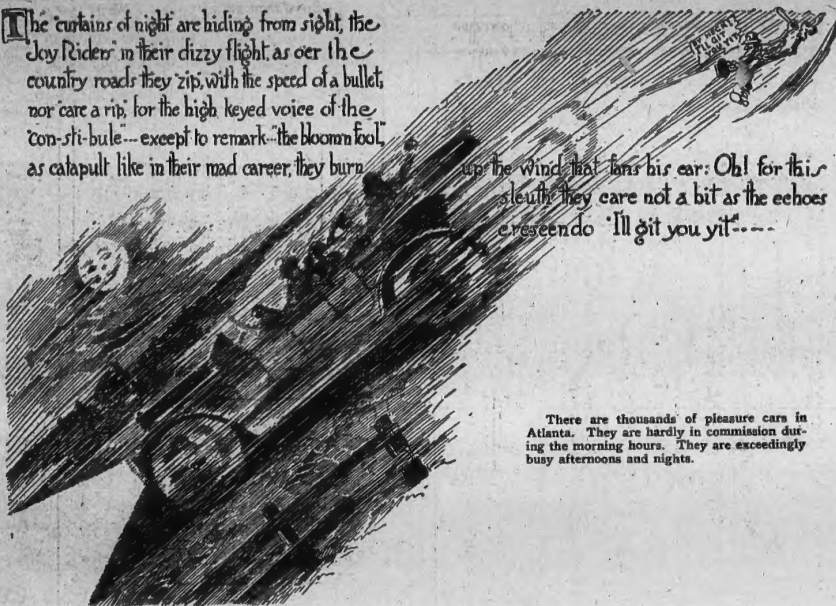 The curtains of night are hiding from sight, the
"Joy Riders" in their dizzy flight, as o'er the
country roads they "zip," with the speed of a bullet,
nor care a rip, for the high keyed voice of the
"con-sti-bule"--- except to remark--"the bloomn fool,"
as catapult like in their mad career, they burn
up the wind that fans his ear: Oh! for this
sleuth they care not a bit as the echoes
crescendo "I'll git you yit"----
I'LL GIT
YOU YIT
There are thousands of pleasure cars in
Atlanta. They are hardly in commission dur-
ing the morning hours. They are exceedingly
busy afternoons and nights.